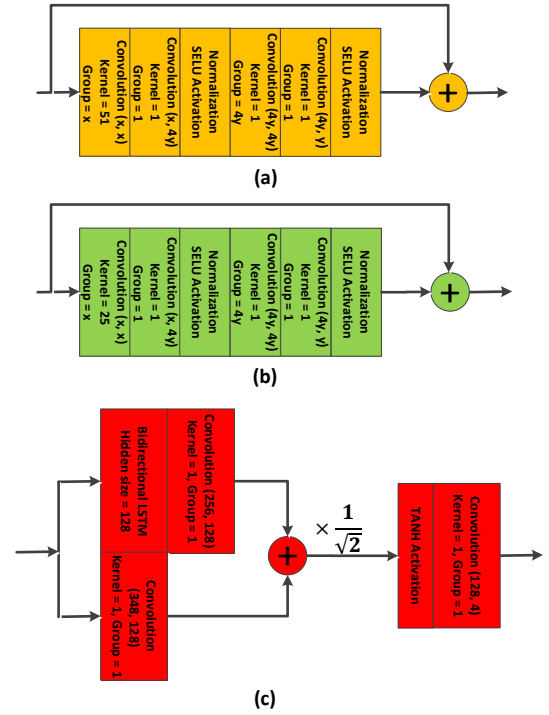 Convolution (x, x)
Kernel = 51
Group = x
Convolution (x, 4y)
Kernel = 1
Group = 1
Normalization
SELU Activation
Convolution (4y, 4y)
Kernel = 1
Group = 4y
Convolution (4y, y)
Kernel = 1
Group = 1
Normalization
SELU Activation
+
(a)
Convolution (x, x)
Kernel = 25
Group = x
Convolution (x, 4y)
Kernel = 1
Group = 1
Normalization
SELU Activation
Convolution (4y, 4y)
Kernel = 1
Group = 4y
Convolution (4y, y)
Kernel = 1
Group = 1
Normalization
SELU Activation
+
(b)
Bidirectional LSTM
Hidden size = 128
Convolution (256, 128)
Kernel = 1, Group = 1
Convolution
(348, 128)
Kernel = 1, Group = 1
+
× 1/√2
TANH Activation
Convolution (128, 4)
Kernel = 1, Group = 1
(c)